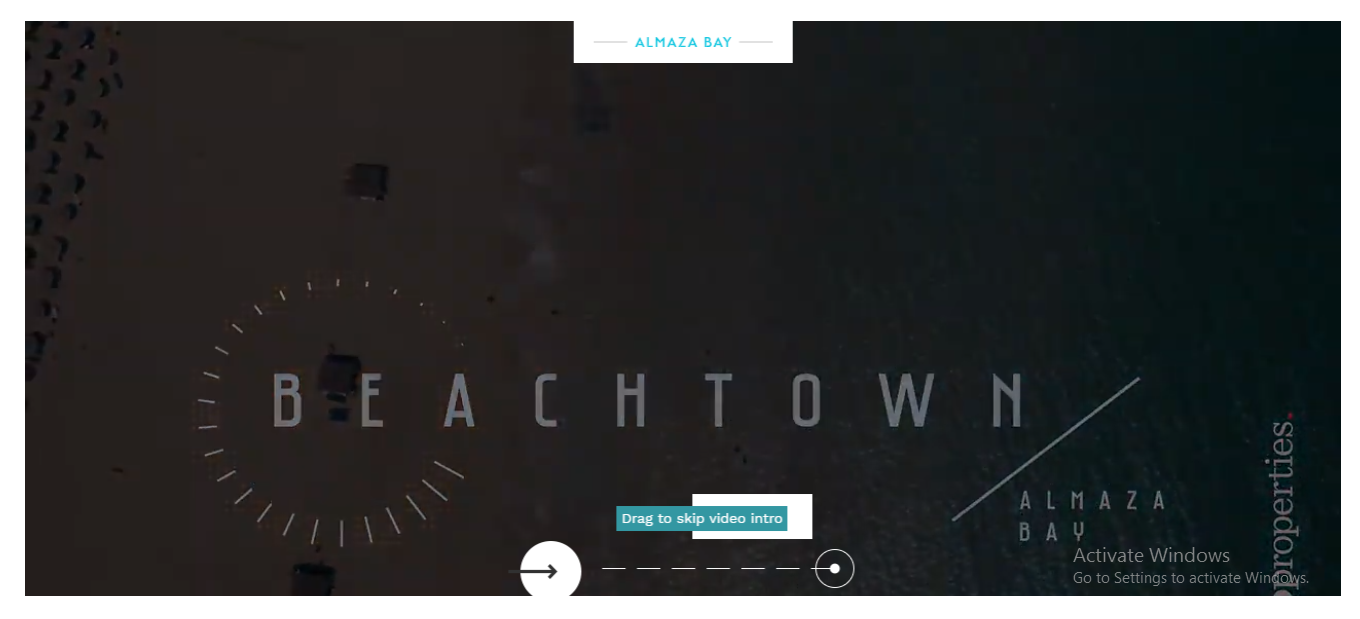 ALMAZA BAY
BEACHTOWN
ALMAZA
BAY
Drag to skip video intro
properties.
Activate Windows
Go to Settings to activate Windows.